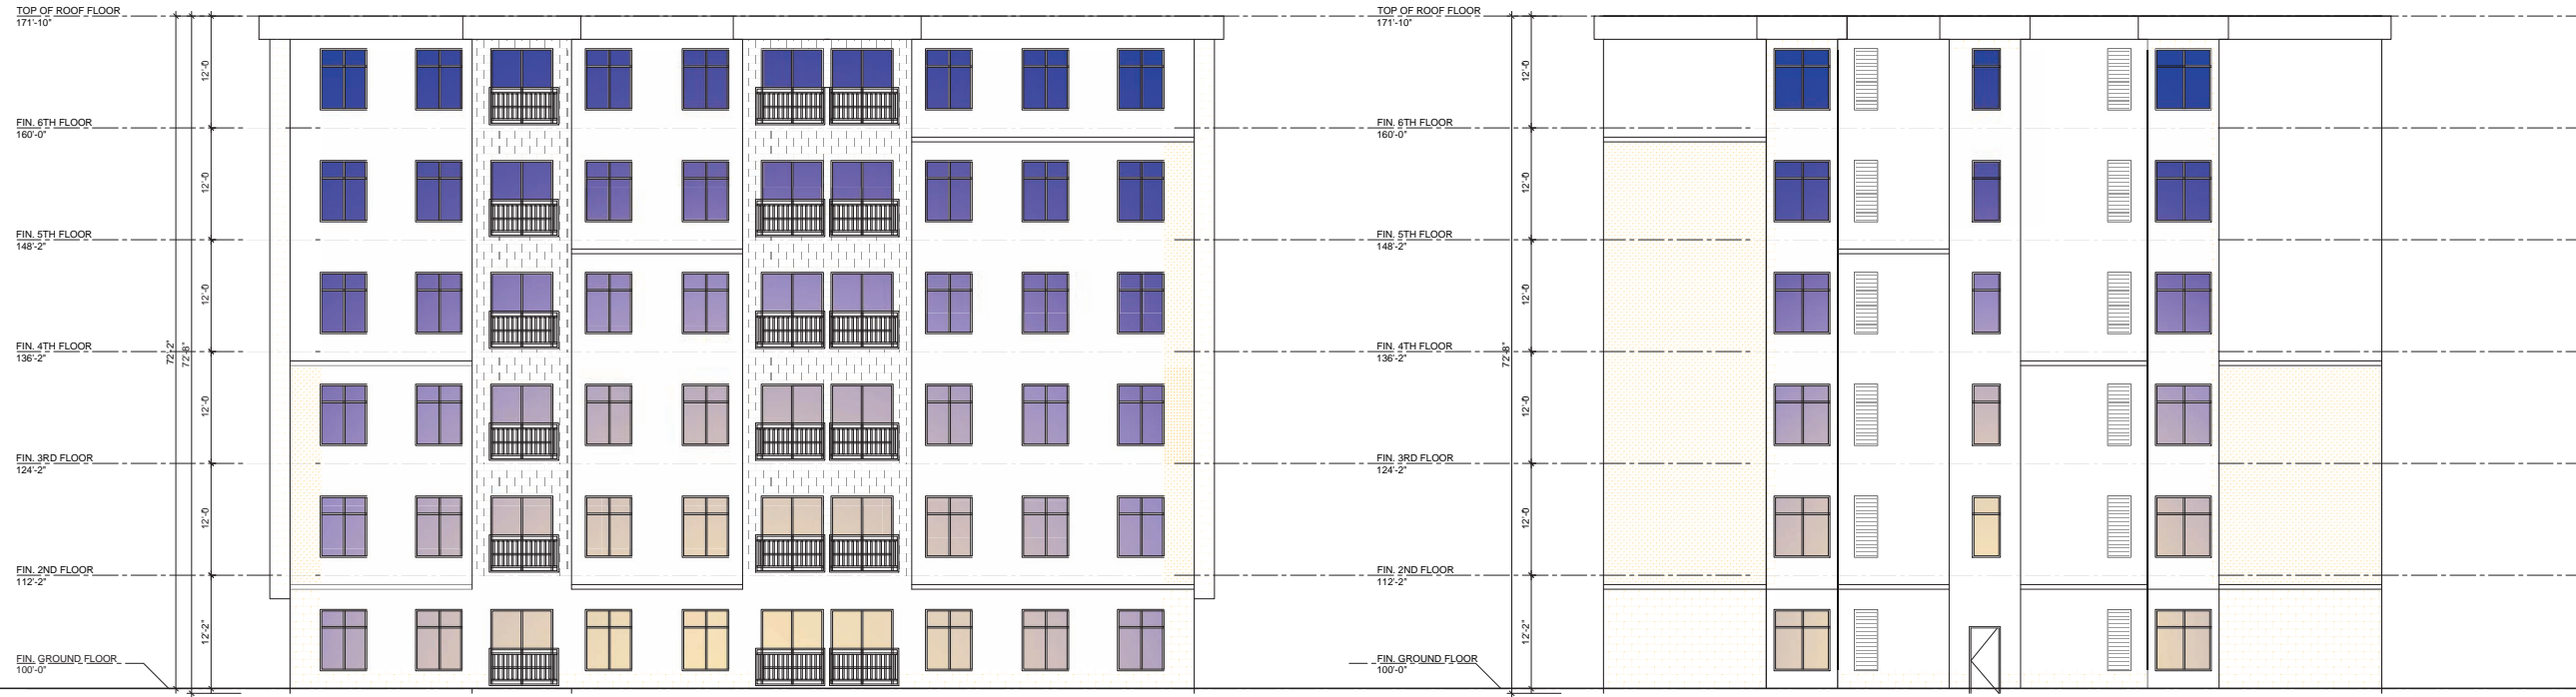 TOP OF ROOF FLOOR
171'-10"
12'-0
FIN. 6TH FLOOR
160'-0"
12'-0
FIN. 5TH FLOOR
148'-2"
12'-0
FIN. 4TH FLOOR
136'-2"
72'-2"
72'-8"
12'-0
FIN. 3RD FLOOR
124'-2"
12'-0
FIN. 2ND FLOOR
112'-2"
12'-2"
FIN. GROUND FLOOR
100'-0"
TOP OF ROOF FLOOR
171'-10"
12'-0
FIN. 6TH FLOOR
160'-0"
12'-0
FIN. 5TH FLOOR
148'-2"
12'-0
FIN. 4TH FLOOR
136'-2"
72'-8"
12'-0
FIN. 3RD FLOOR
124'-2"
12'-0
FIN. 2ND FLOOR
112'-2"
12'-2"
FIN. GROUND FLOOR
100'-0"